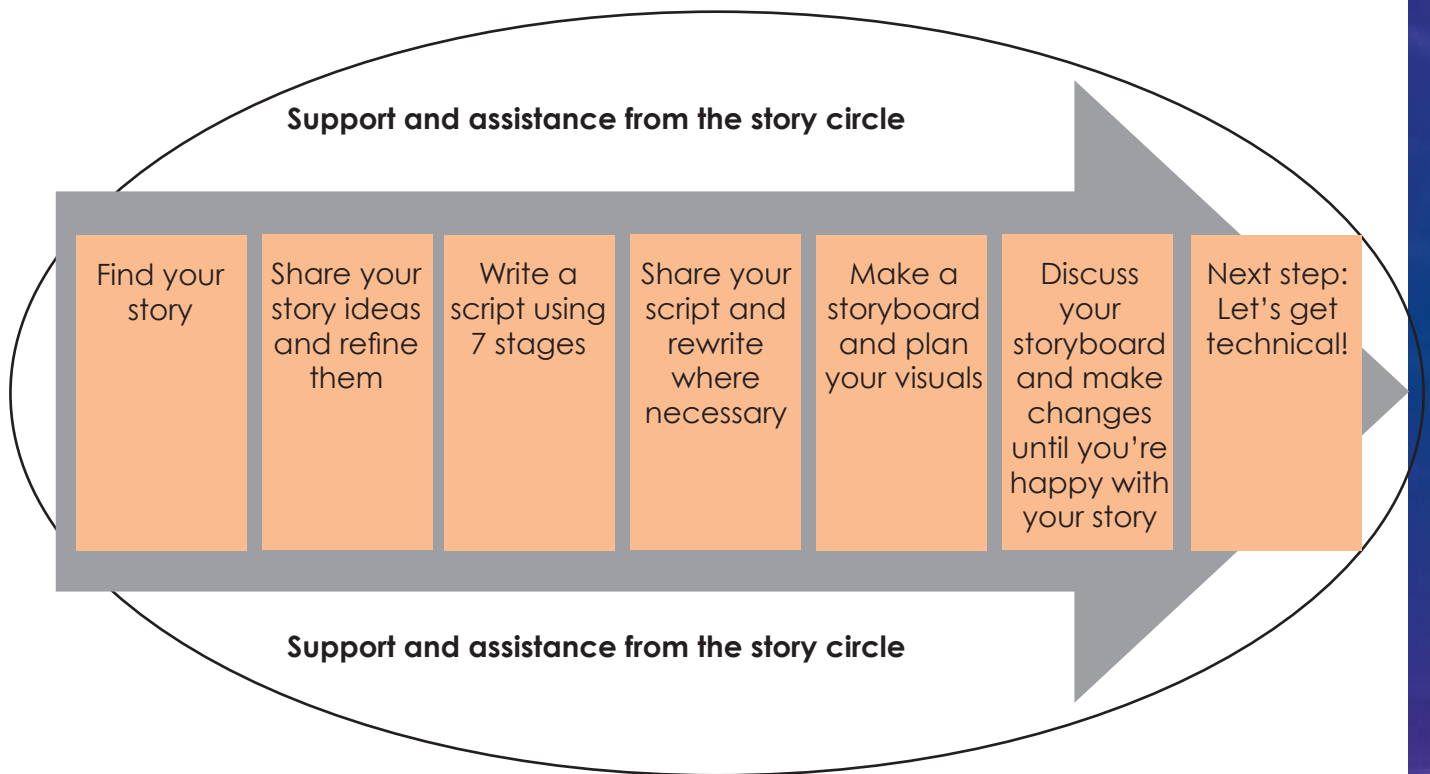 Support and assistance from the story circle
Find your
story
Share your
story ideas
and refine
them
Write a
script using
7 stages
Share your
script and
rewrite
where
necessary
Make a
storyboard
and plan
your visuals
Discuss
your
storyboard
and make
changes
until you’re
happy with
your story
Next step:
Let’s get
technical!
Support and assistance from the story circle